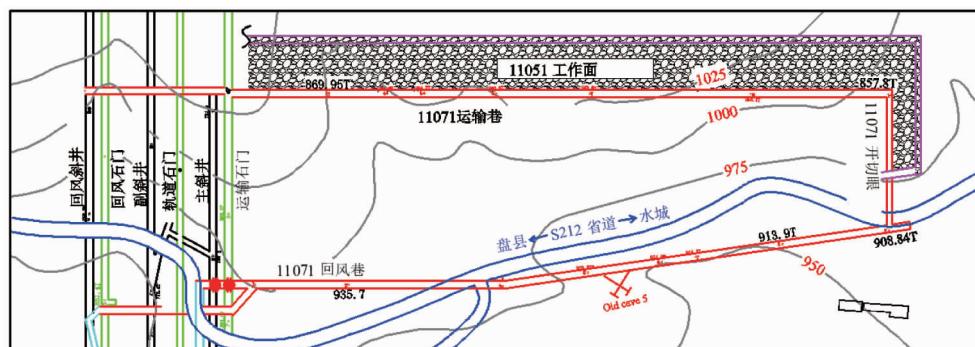 11051 工作面
1025
869.95T
857.8T
11071运输巷
1000
11071 开切眼
回风斜井
回风石门
副斜井
轨道石门
主斜井
运输石门
975
盘县 ← S212 省道 → 水城
913.9T
908.84T
950
11071 回风巷
935.7
Old cave 5